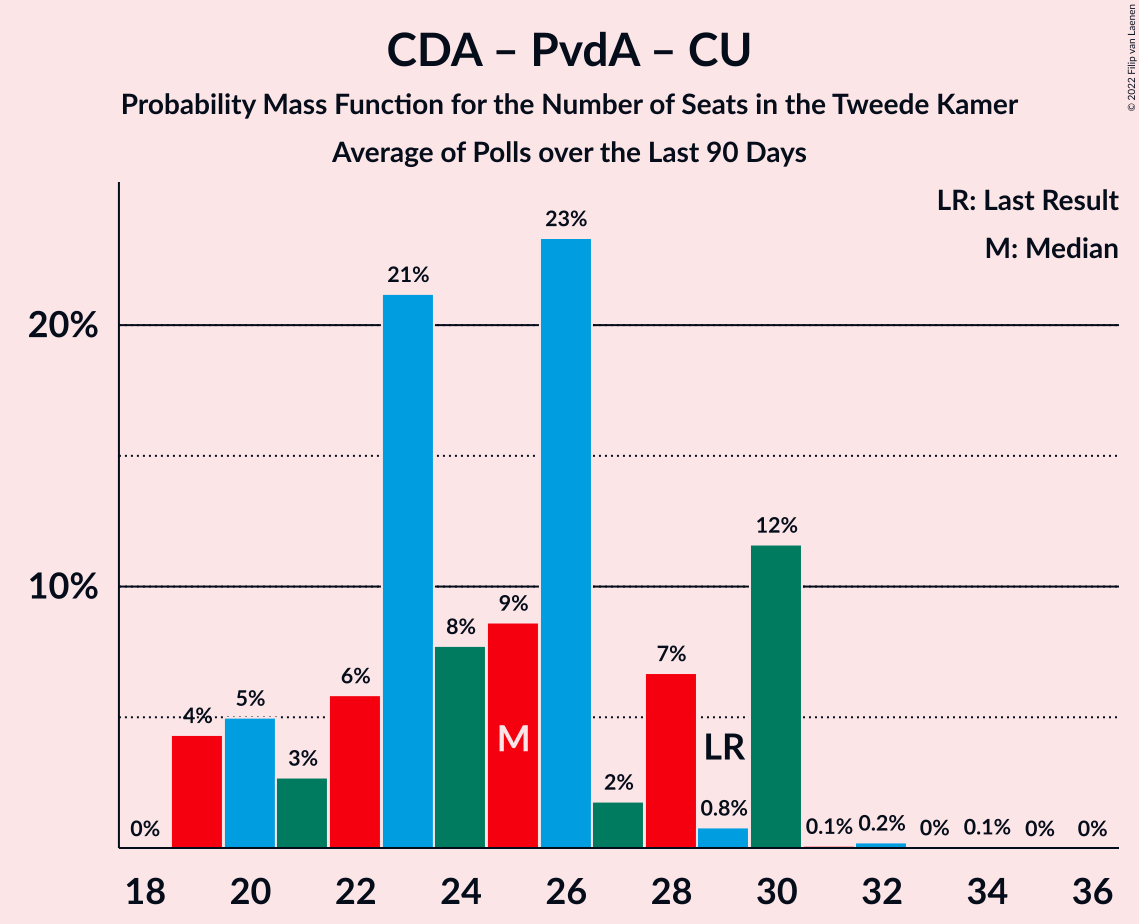 CDA – PvdA – CU
Probability Mass Function for the Number of Seats in the Tweede Kamer
Average of Polls over the Last 90 Days
© 2022 Filip van Laenen
LR: Last Result
M: Median
20%
10%
0%
4%
5%
3%
6%
21%
8%
9%
23%
2%
7%
0.8%
12%
0.1%
0.2%
0%
0.1%
0%
0%
M
LR
18 20 22 24 26 28 30 32 34 36